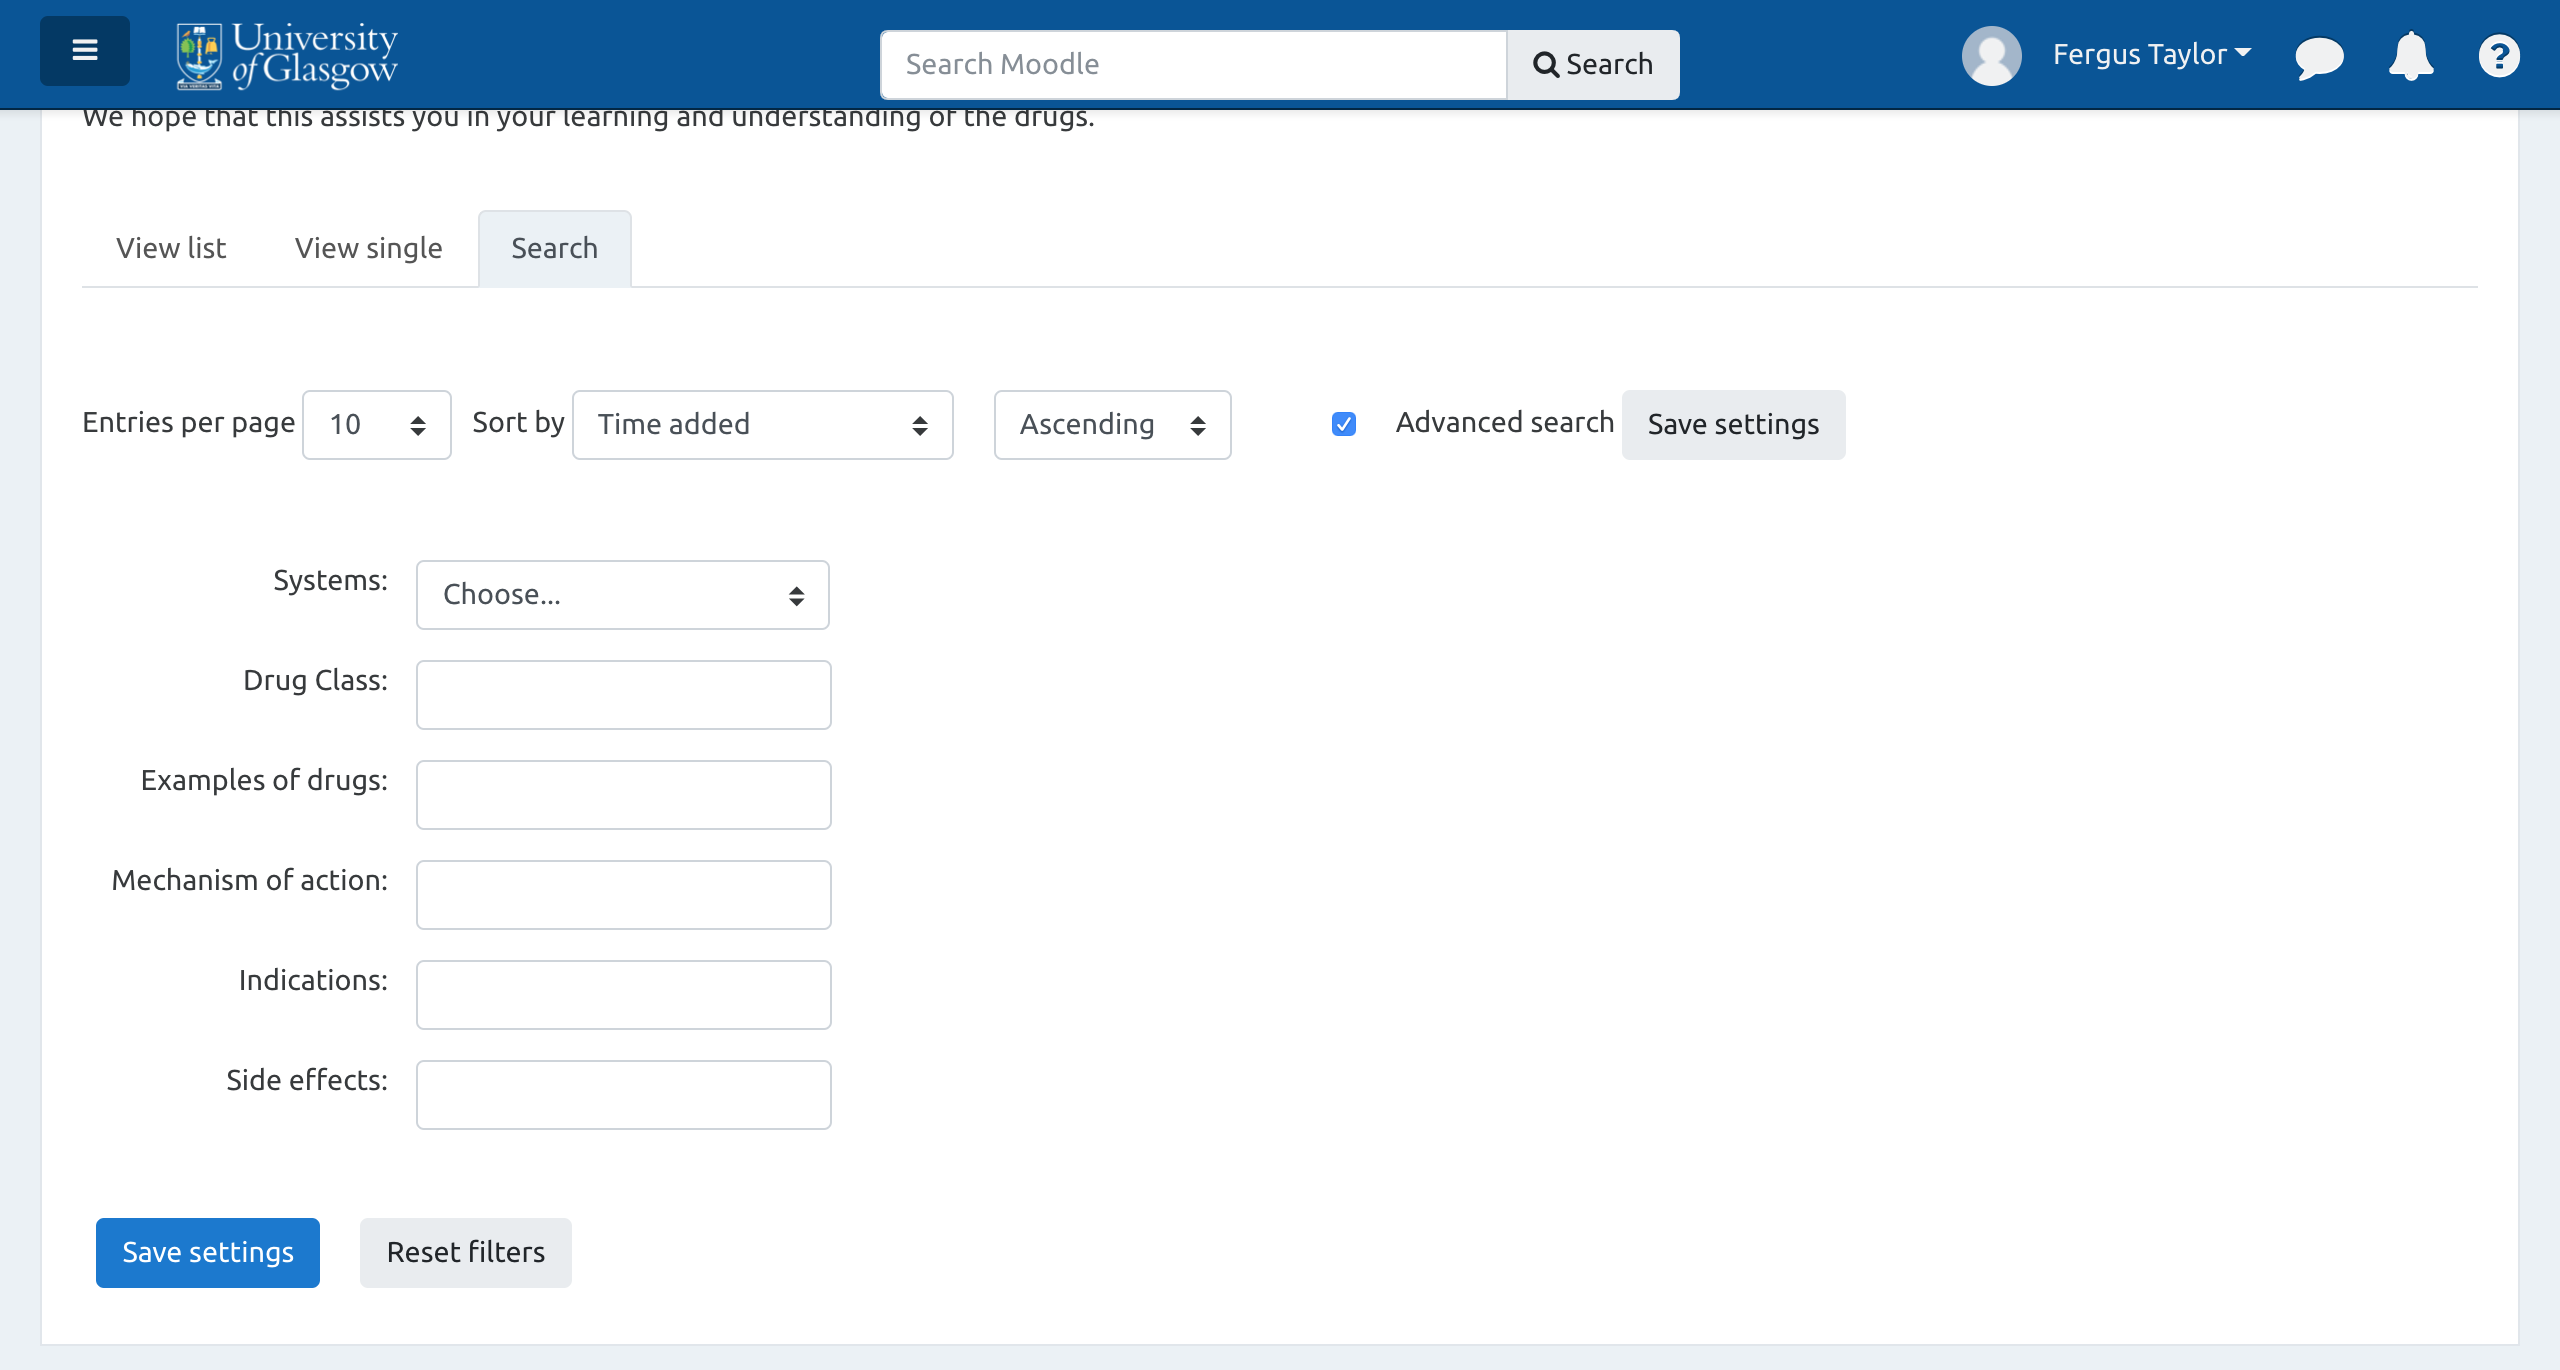 University
of Glasgow
Search Moodle
Search
Fergus Taylor
We hope that this assists you in your learning and understanding of the drugs.
View list
View single
Search
Entries per page 10 Sort by Time added Ascending Advanced search Save settings
Systems: Choose...
Drug Class:
Examples of drugs:
Mechanism of action:
Indications:
Side effects:
Save settings
Reset filters